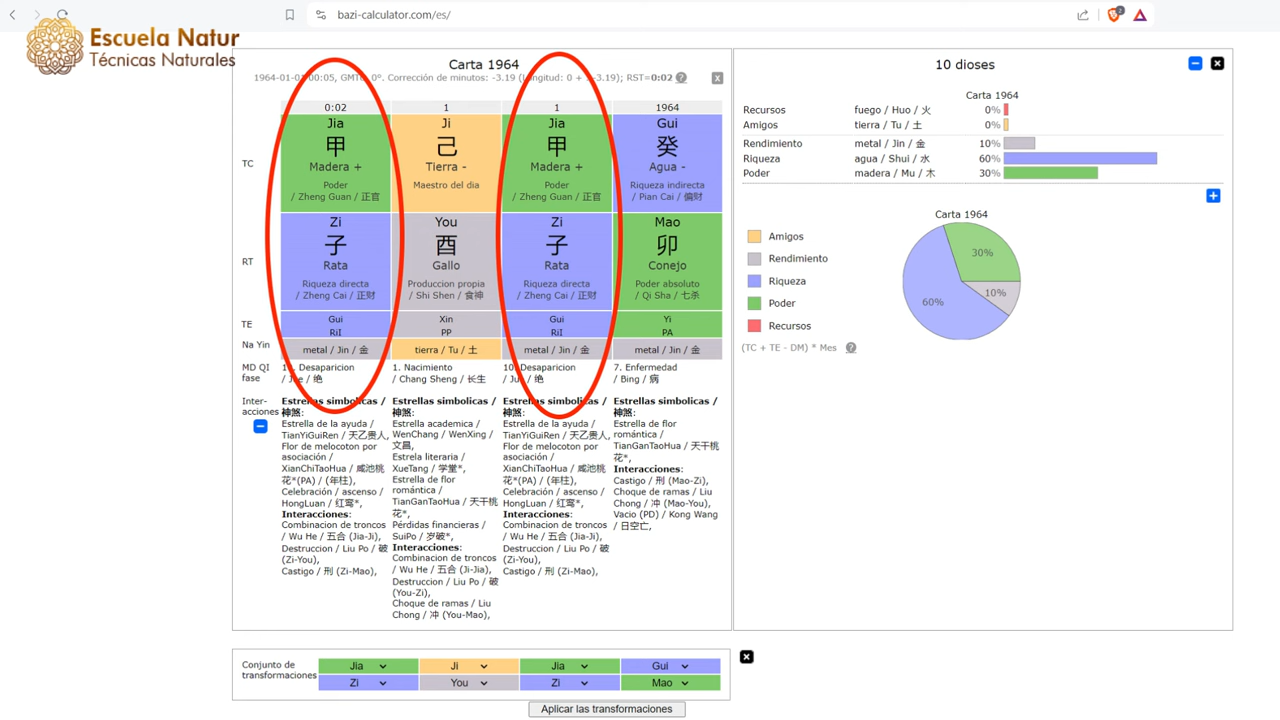 bazi-calculator.com/es/
2
Escuela Natur
Técnicas Naturales
Carta 1964
GMT
0°. Corrección de minutos: -3.19
RST=0:02 ?
x
0:02
1
1
1964
TC
Jia
甲
Madera +
Poder
/ Zheng Guan / 正官
Ji
己
Tierra -
Maestro del dia
Jia
甲
Madera +
Poder
/ Zheng Guan / 正官
Gui
癸
Agua -
Riqueza indirecta
/ Pian Cai / 偏财
RT
Zi
子
Rata
Riqueza directa
/ Zheng Cai / 正财
You
酉
Gallo
Produccion propia
/ Shi Shen / 食神
Zi
子
Rata
Riqueza directa
/ Zheng Cai / 正财
Mao
卯
Conejo
Poder absoluto
/ Qi Sha / 七杀
TE
Gui
RiI
Xin
PP
Gui
RiI
Yi
PA
Na Yin
metal / Jin / 金
tierra / Tu / 土
metal / Jin / 金
metal / Jin / 金
MD QI
fase
Desaparicion
/ 绝
1. Nacimiento
/ Chang Sheng / 长生
10. Desaparicion
/ 绝
7. Enfermedad
/ Bing / 病
Inter-
acciones
Estrellas simbolicas /
神煞:
Estrella de la ayuda /
TianYiGuiRen / 天乙贵人,
Flor de melocoton por
asociación /
XianChiTaoHua / 咸池桃
花*(PA) / (年柱),
Celebración / ascenso /
HongLuan / 红鸾*,
Interacciones:
Combinacion de troncos
/ Wu He / 五合 (Jia-Ji),
Destruccion / Liu Po / 破
(Zi-You),
Castigo / 刑 (Zi-Mao),
Estrellas simbolicas /
神煞:
Estrella academica /
WenChang / WenXing /
文昌,
Estrela literaria /
XueTang / 学堂*,
Estrella de flor
romántica /
TianGanTaoHua / 天干桃
花*,
Pérdidas financieras /
SuiPo / 岁破*,
Interacciones:
Combinacion de troncos
/ Wu He / 五合 (Ji-Jia),
Destruccion / Liu Po / 破
(You-Zi),
Choque de ramas / Liu
Chong / 冲 (You-Mao),
Estrellas simbolicas /
神煞:
Estrella de la ayuda /
TianYiGuiRen / 天乙贵人,
Flor de melocoton por
asociación /
XianChiTaoHua / 咸池桃
花*(PA) / (年柱),
Celebración / ascenso /
HongLuan / 红鸾*,
Interacciones:
Combinacion de troncos
/ Wu He / 五合 (Jia-Ji),
Destruccion / Liu Po / 破
(Zi-You),
Castigo / 刑 (Zi-Mao),
Estrellas simbolicas /
神煞:
Estrella de flor
romántica /
TianGanTaoHua / 天干桃
花*,
Interacciones:
Castigo / 刑 (Mao-Zi),
Choque de ramas / Liu
Chong / 冲 (Mao-You),
Vacio (PD) / Kong Wang
/ 日空亡,
10 dioses
Carta 1964
Recursos fuego / Huo / 火 0%
Amigos tierra / Tu / 土 0%
Rendimiento metal / Jin / 金 10%
Riqueza agua / Shui / 水 60%
Poder madera / Mu / 木 30%
Carta 1964
Amigos
Rendimiento
Riqueza
Poder
Recursos
30%
10%
60%
(TC + TE - DM) * Mes ?
Conjunto de
transformaciones
Jia Ji Jia Gui
Zi You Zi Mao
Aplicar las transformaciones